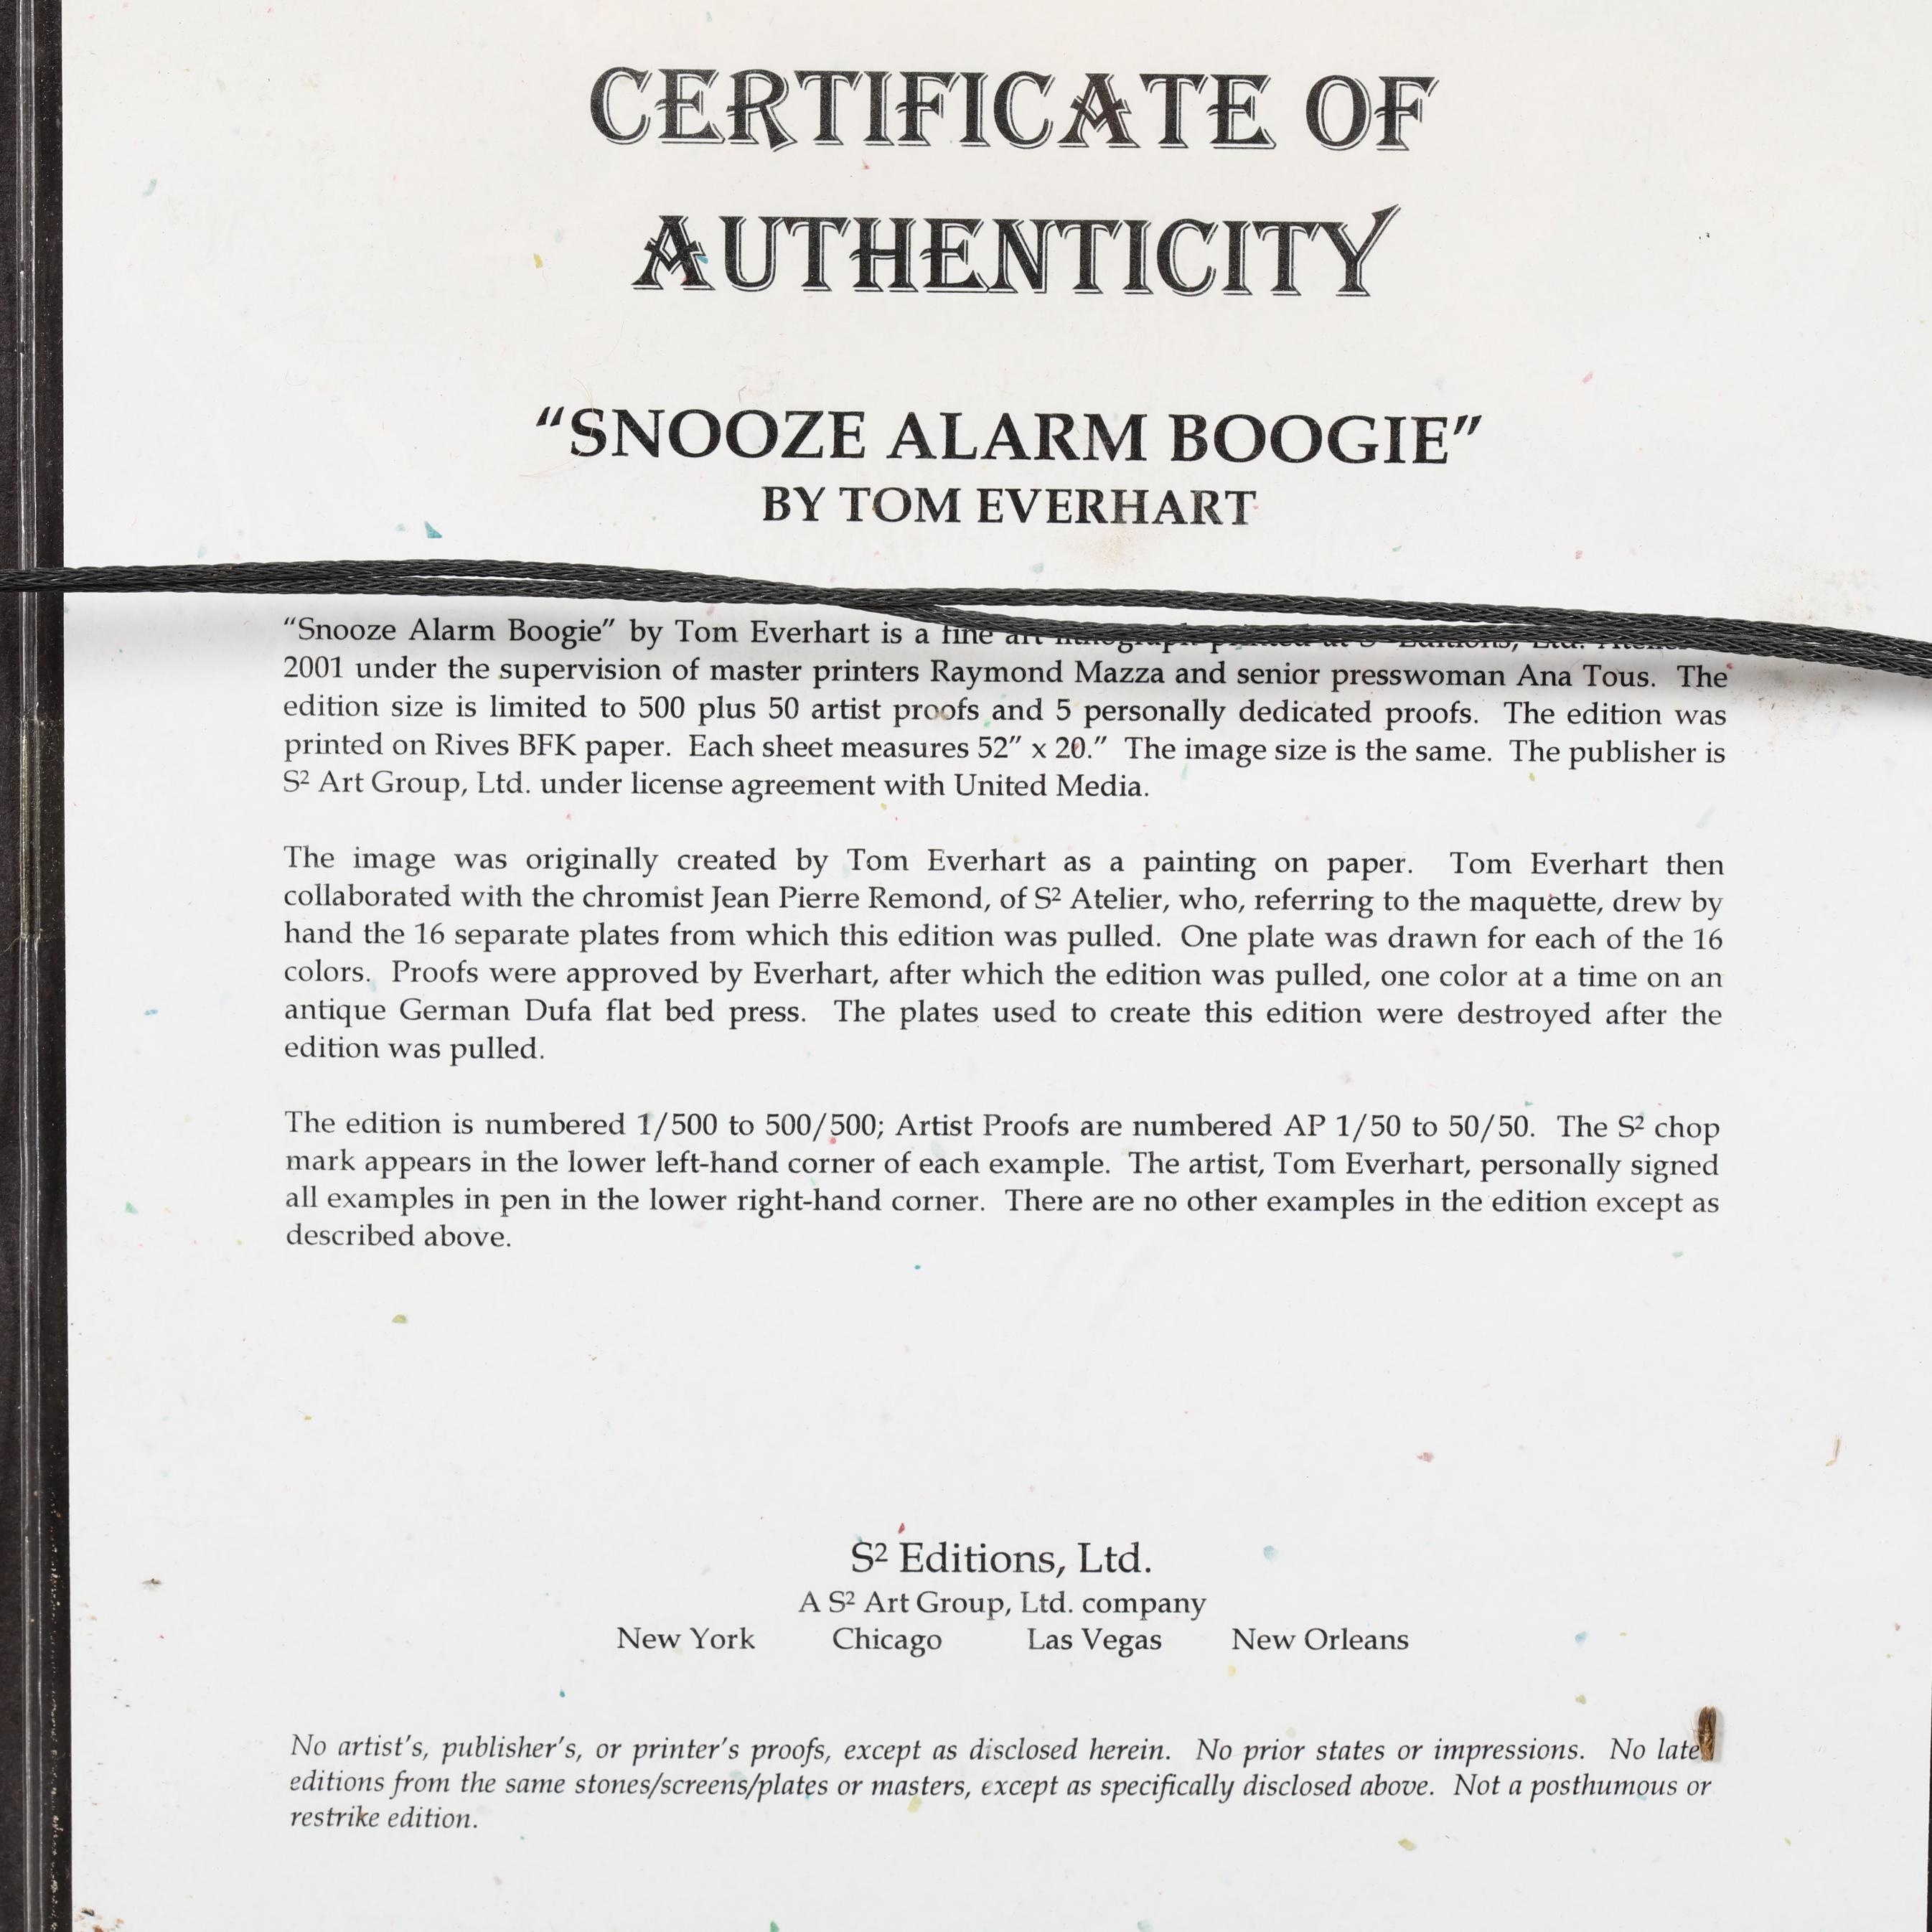 CERTIFICATE OF
AUTHENTICITY
“SNOOZE ALARM BOOGIE”
BY TOM EVERHART
“Snooze Alarm Boogie” by Tom Everhart is a fine art lithograph printed at S² Editions, Ltd. Atelier
2001 under the supervision of master printers Raymond Mazza and senior presswoman Ana Tous. The
edition size is limited to 500 plus 50 artist proofs and 5 personally dedicated proofs. The edition was
printed on Rives BFK paper. Each sheet measures 52” x 20.” The image size is the same. The publisher is
S² Art Group, Ltd. under license agreement with United Media.
The image was originally created by Tom Everhart as a painting on paper. Tom Everhart then
collaborated with the chromist Jean Pierre Remond, of S² Atelier, who, referring to the maquette, drew by
hand the 16 separate plates from which this edition was pulled. One plate was drawn for each of the 16
colors. Proofs were approved by Everhart, after which the edition was pulled, one color at a time on an
antique German Dufa flat bed press. The plates used to create this edition were destroyed after the
edition was pulled.
The edition is numbered 1/500 to 500/500; Artist Proofs are numbered AP 1/50 to 50/50. The S² chop
mark appears in the lower left-hand corner of each example. The artist, Tom Everhart, personally signed
all examples in pen in the lower right-hand corner. There are no other examples in the edition except as
described above.
S² Editions, Ltd.
A S² Art Group, Ltd. company
New York Chicago Las Vegas New Orleans
No artist's, publisher's, or printer's proofs, except as disclosed herein. No prior states or impressions. No late
editions from the same stones/screens/plates or masters, except as specifically disclosed above. Not a posthumous or
restrike edition.